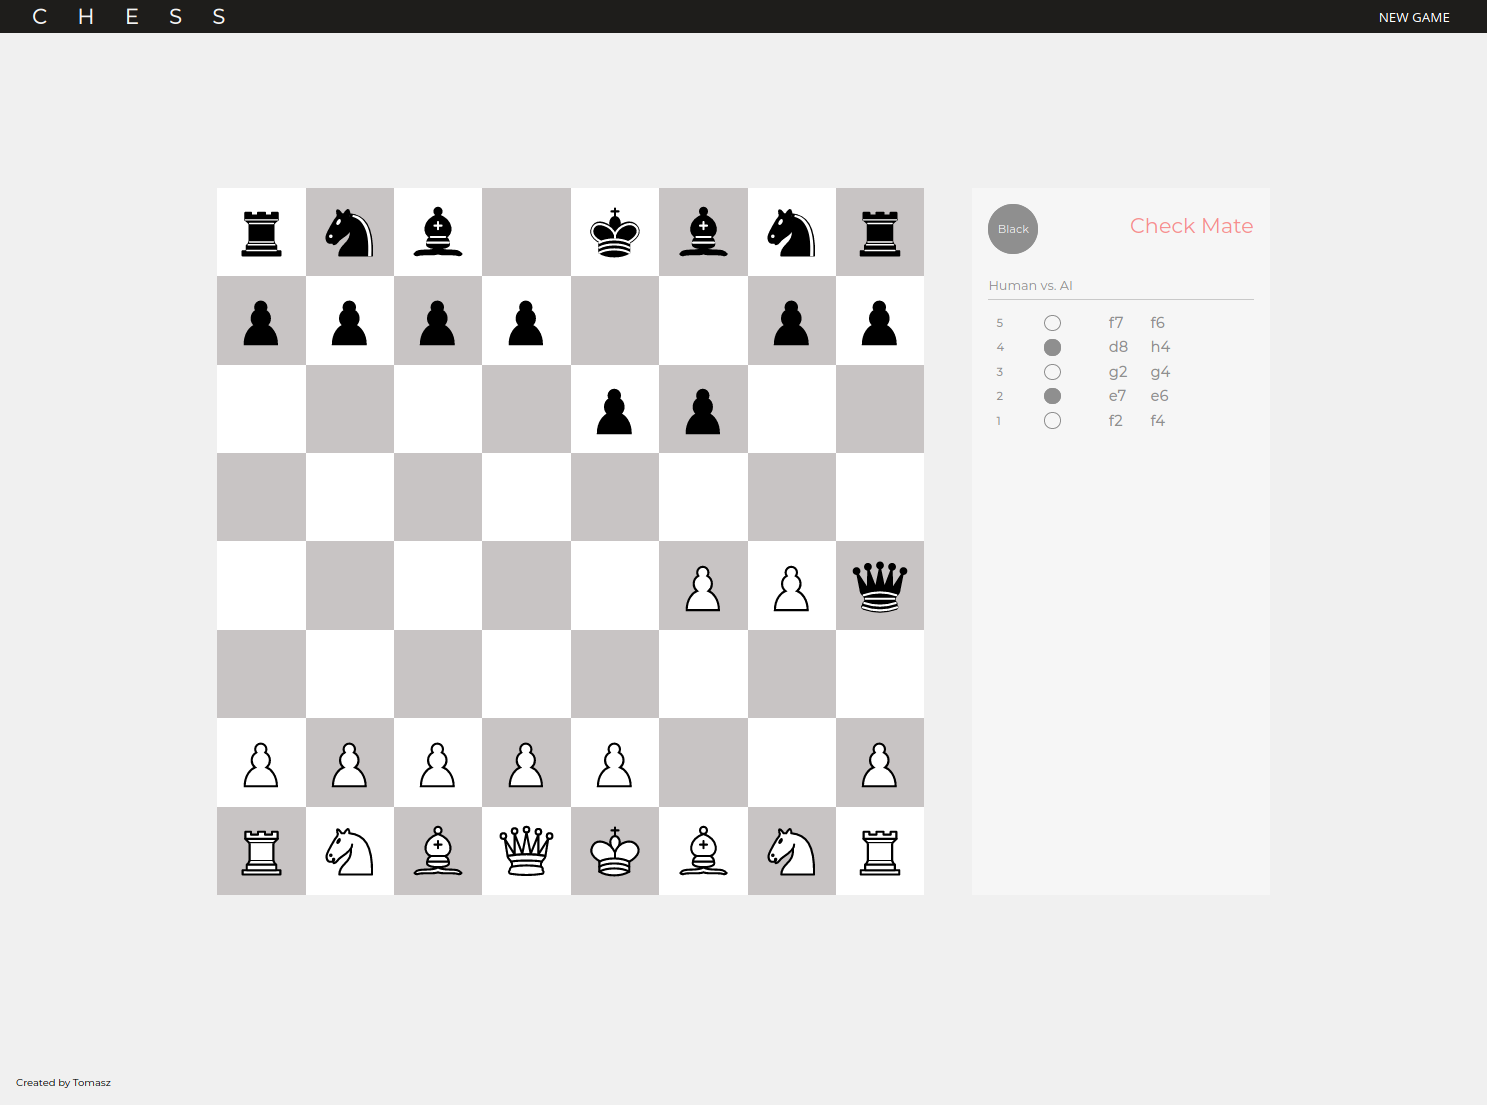 C H E S S
NEW GAME
Black
Check Mate
Human vs. AI
5 f7 f6
4 d8 h4
3 g2 g4
2 e7 e6
1 f2 f4
Created by Tomasz